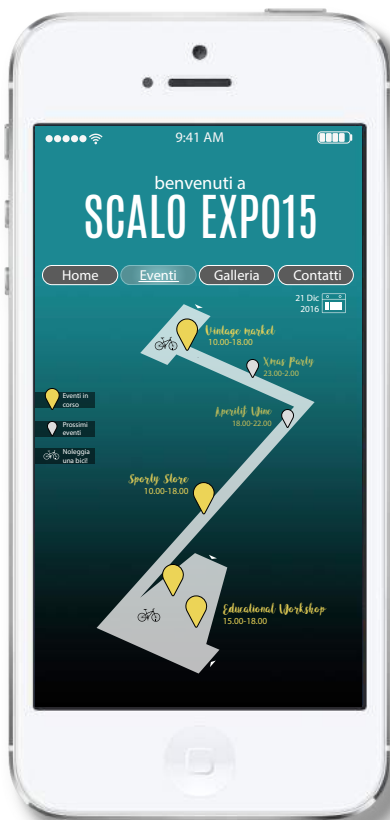 9:41 AM
benvenuti a
SCALO EXPO15
Home
Eventi
Galleria
Contatti
21 Dic
2016
Vintage market
10.00-18.00
Xmas Party
23.00-2.00
Eventi in
corso
Aperitif Wine
18.00-22.00
Prossimi
eventi
Noleggia
una bici!
Sporty Store
10.00-18.00
Educational Workshop
15.00-18.00